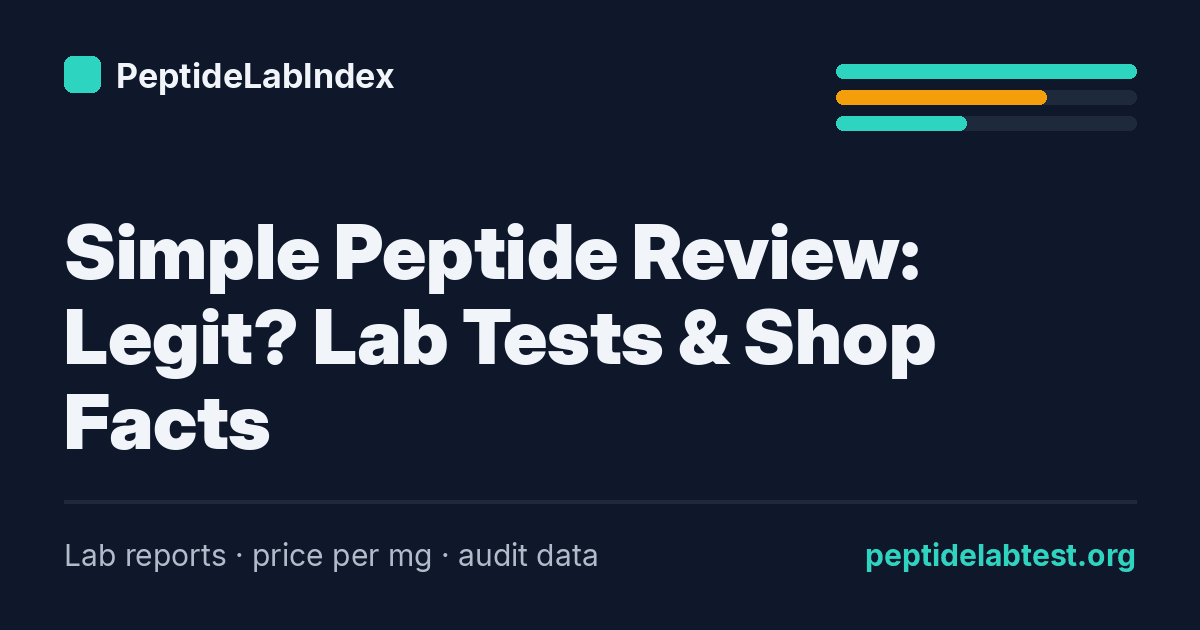 PeptideLabIndex
Simple Peptide Review:
Legit? Lab Tests & Shop
Facts
Lab reports · price per mg · audit data
peptidelabtest.org